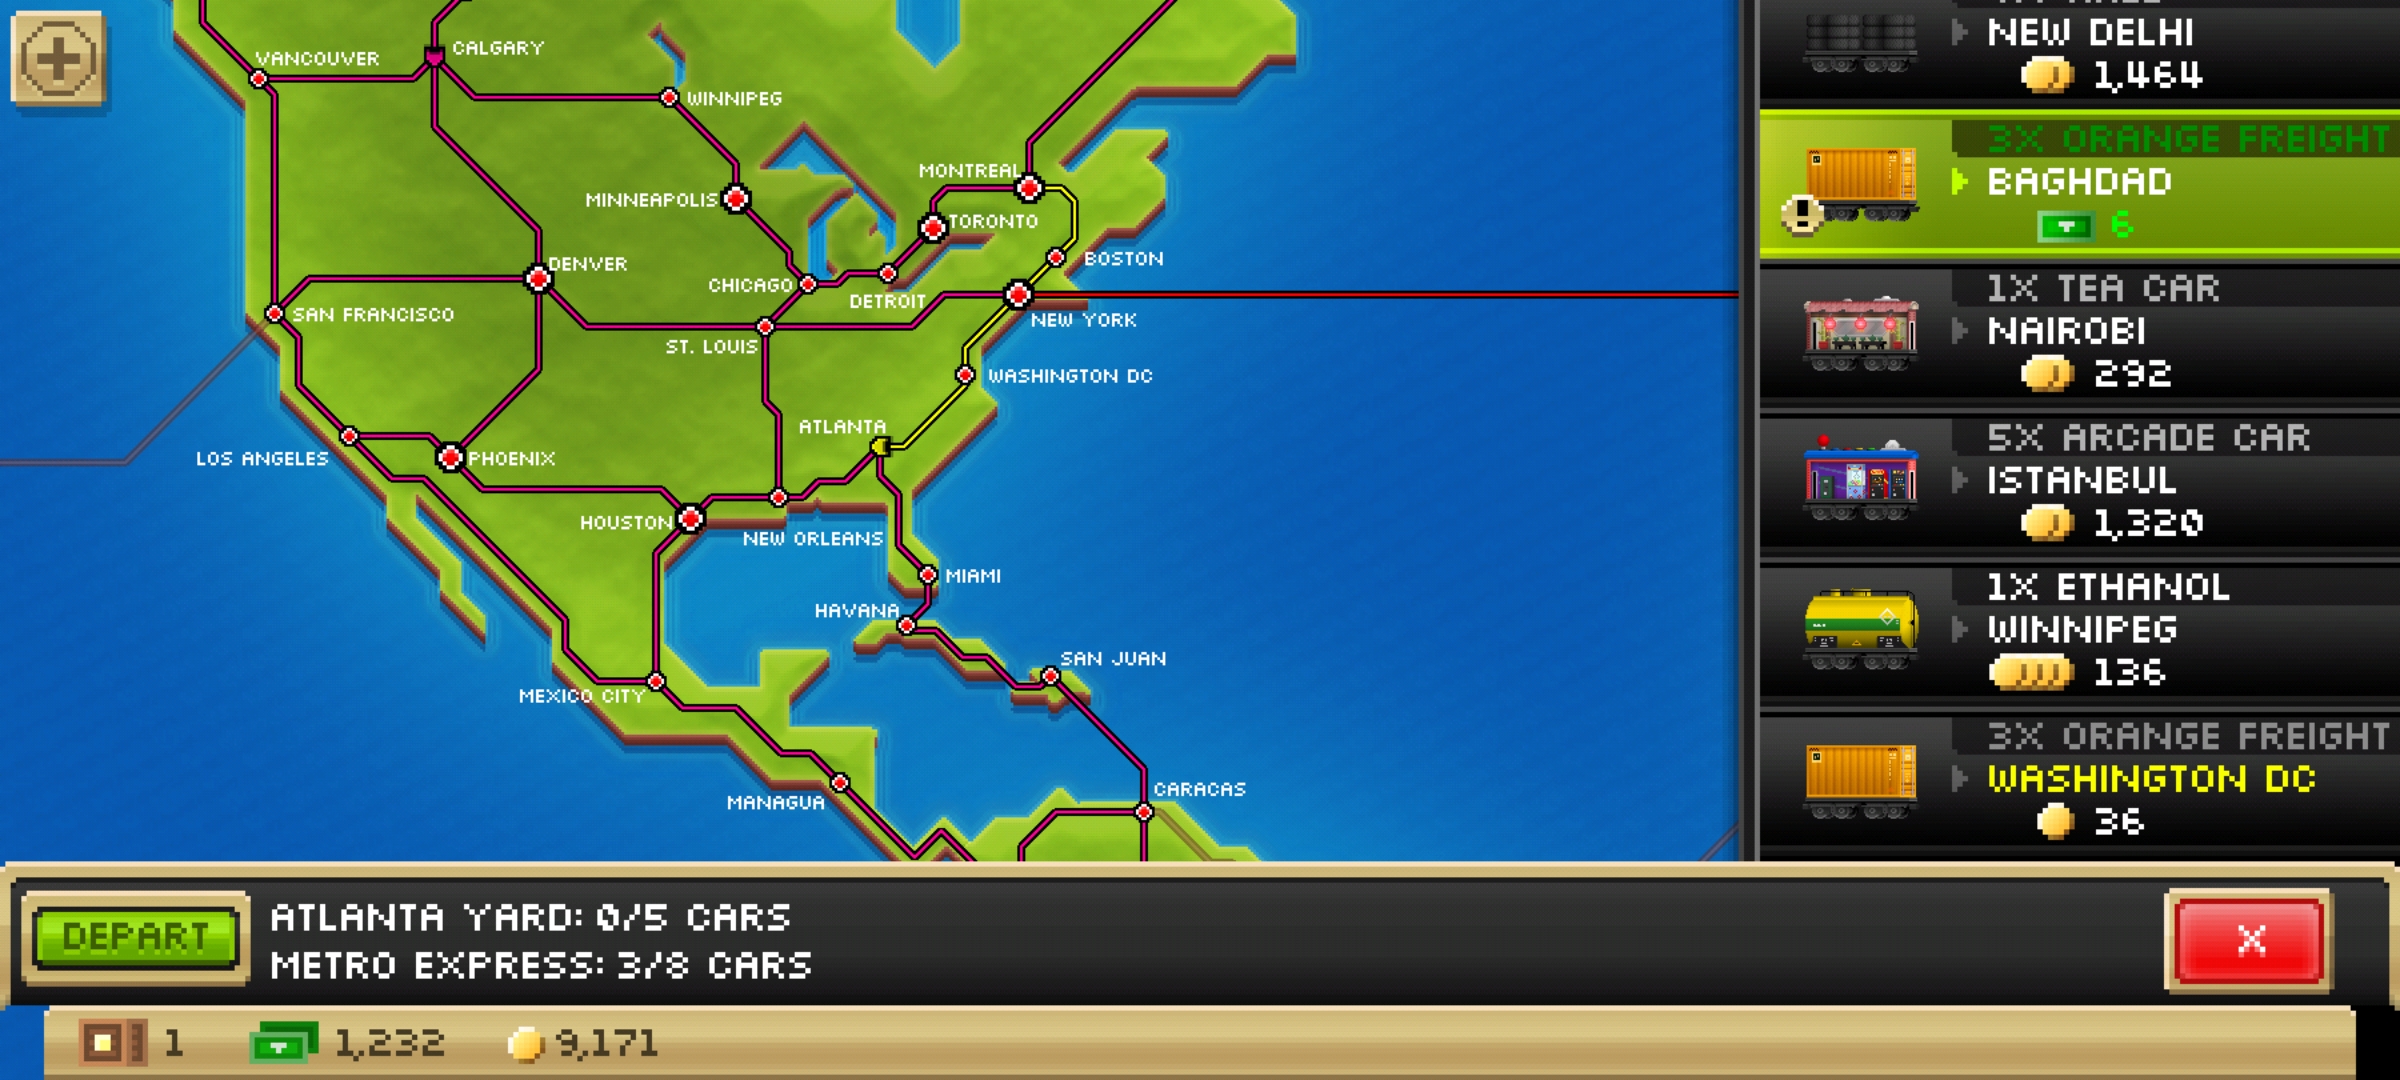 CALGARY
VANCOUVER
WINNIPEG
MONTREAL
MINNEAPOLIS
TORONTO
BOSTON
DENVER
CHICAGO
DETROIT
SAN FRANCISCO
NEW YORK
ST. LOUIS
WASHINGTON DC
ATLANTA
LOS ANGELES
PHOENIX
HOUSTON
NEW ORLEANS
MIAMI
HAVANA
SAN JUAN
MEXICO CITY
CARACAS
MANAGUA
NEW DELHI
1,464
3X ORANGE FREIGHT
BAGHDAD
6
1X TEA CAR
NAIROBI
292
5X ARCADE CAR
ISTANBUL
1,320
1X ETHANOL
WINNIPEG
136
3X ORANGE FREIGHT
WASHINGTON DC
36
DEPART
ATLANTA YARD: 0/5 CARS
METRO EXPRESS: 3/8 CARS
X
1
1,232
9,171